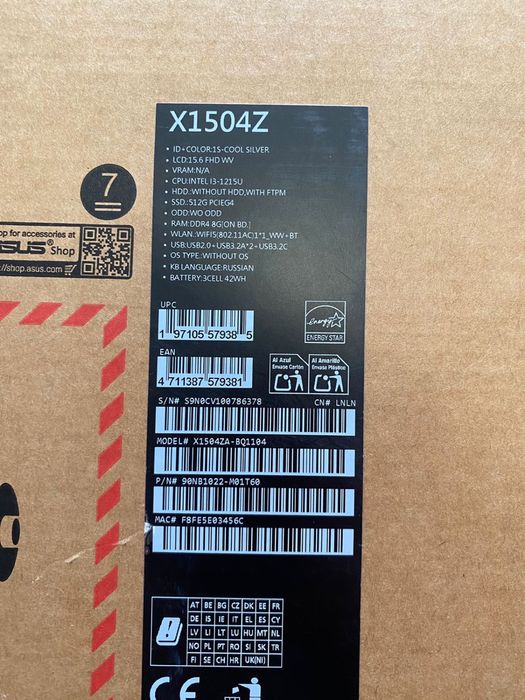 X1504Z
• ID+COLOR:1S-COOL SILVER
• LCD:15.6 FHD WV
• VRAM:N/A
• CPU:INTEL I3-1215U
• HDD:WITHOUT HDD,WITH FTPM
• SSD:512G PCIEG4
• ODD:WO ODD
• RAM:DDR4 8G[ON BD.]
• WLAN:WIFI5(802.11AC)1*1_WW+BT
• USB:USB2.0+USB3.2A*2+USB3.2C
• OS TYPE:WITHOUT OS
• KB LANGUAGE:RUSSIAN
• BATTERY:3CELL 42WH
7
op for accessories at
SUS® Shop
//shop.asus.com
UPC
1 97105 57938 5
energy
ENERGY STAR
EAN
4 711387 579381
Al Azul
Envase Cartón
Al Amarillo
Envase Plástico
S/N# S9N0CV100786378
CN# LNLN
MODEL# X1504ZA-BQ1104
P/N# 90NB1022-M01T60
MAC# F8FE5E03456C
AT BE BG CZ DK EE FR
DE IS IE IT EL ES CY
LV LI LT LU HU MT NL
NO PL PT RO SI SK TR
FI SE CH HR UK(NI)
CE